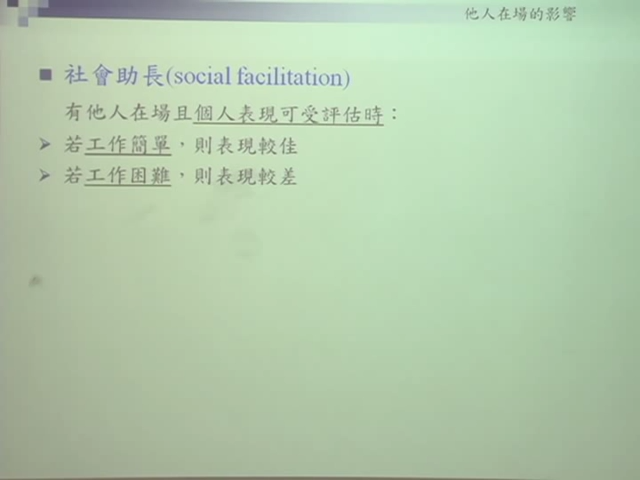 他人在場的影響
■ 社會助長(social facilitation)
有他人在場且個人表現可受評估時：
➢ 若工作簡單，則表現較佳
➢ 若工作困難，則表現較差